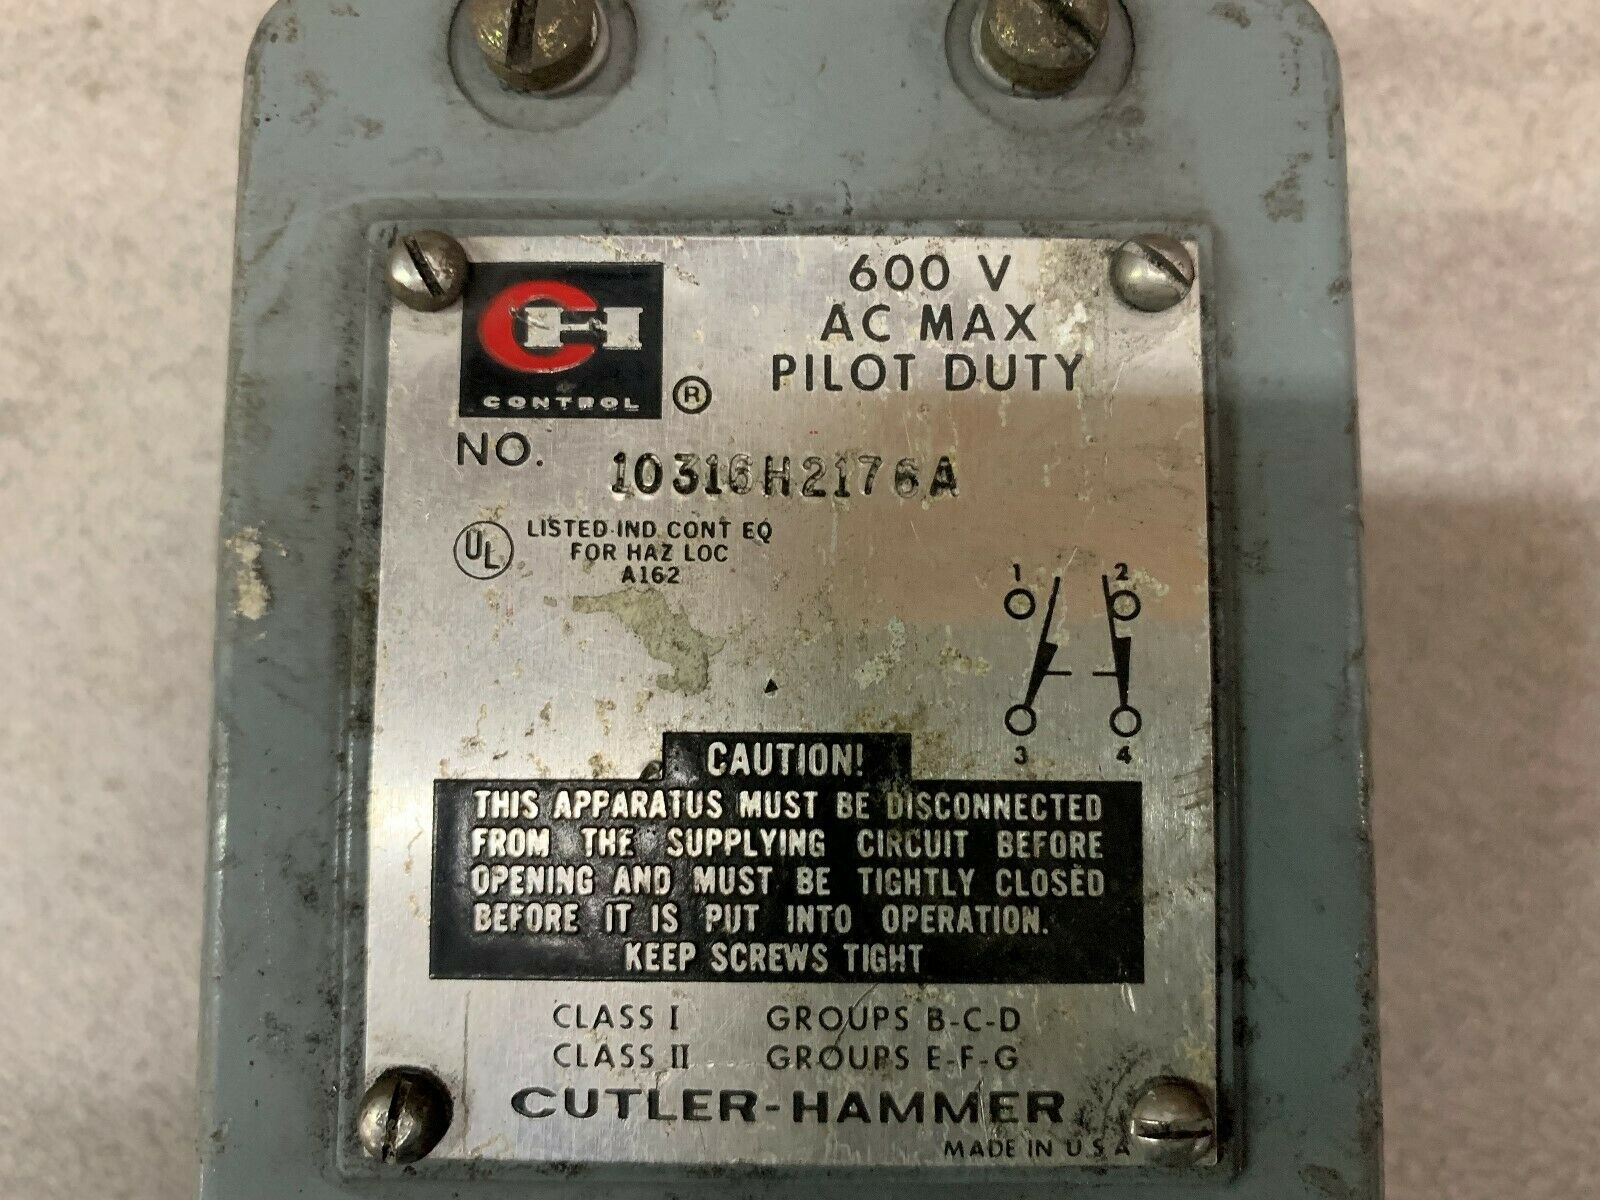 CH
CONTROL ®
600 V
AC MAX
PILOT DUTY
NO. 10316H2176A
UL LISTED IND. CONT EQ
FOR HAZ LOC
A162
1 2
3 4
CAUTION!
THIS APPARATUS MUST BE DISCONNECTED
FROM THE SUPPLYING CIRCUIT BEFORE
OPENING AND MUST BE TIGHTLY CLOSED
BEFORE IT IS PUT INTO OPERATION.
KEEP SCREWS TIGHT
CLASS I GROUPS B-C-D
CLASS II GROUPS E-F-G
CUTLER-HAMMER
MADE IN U.S.A